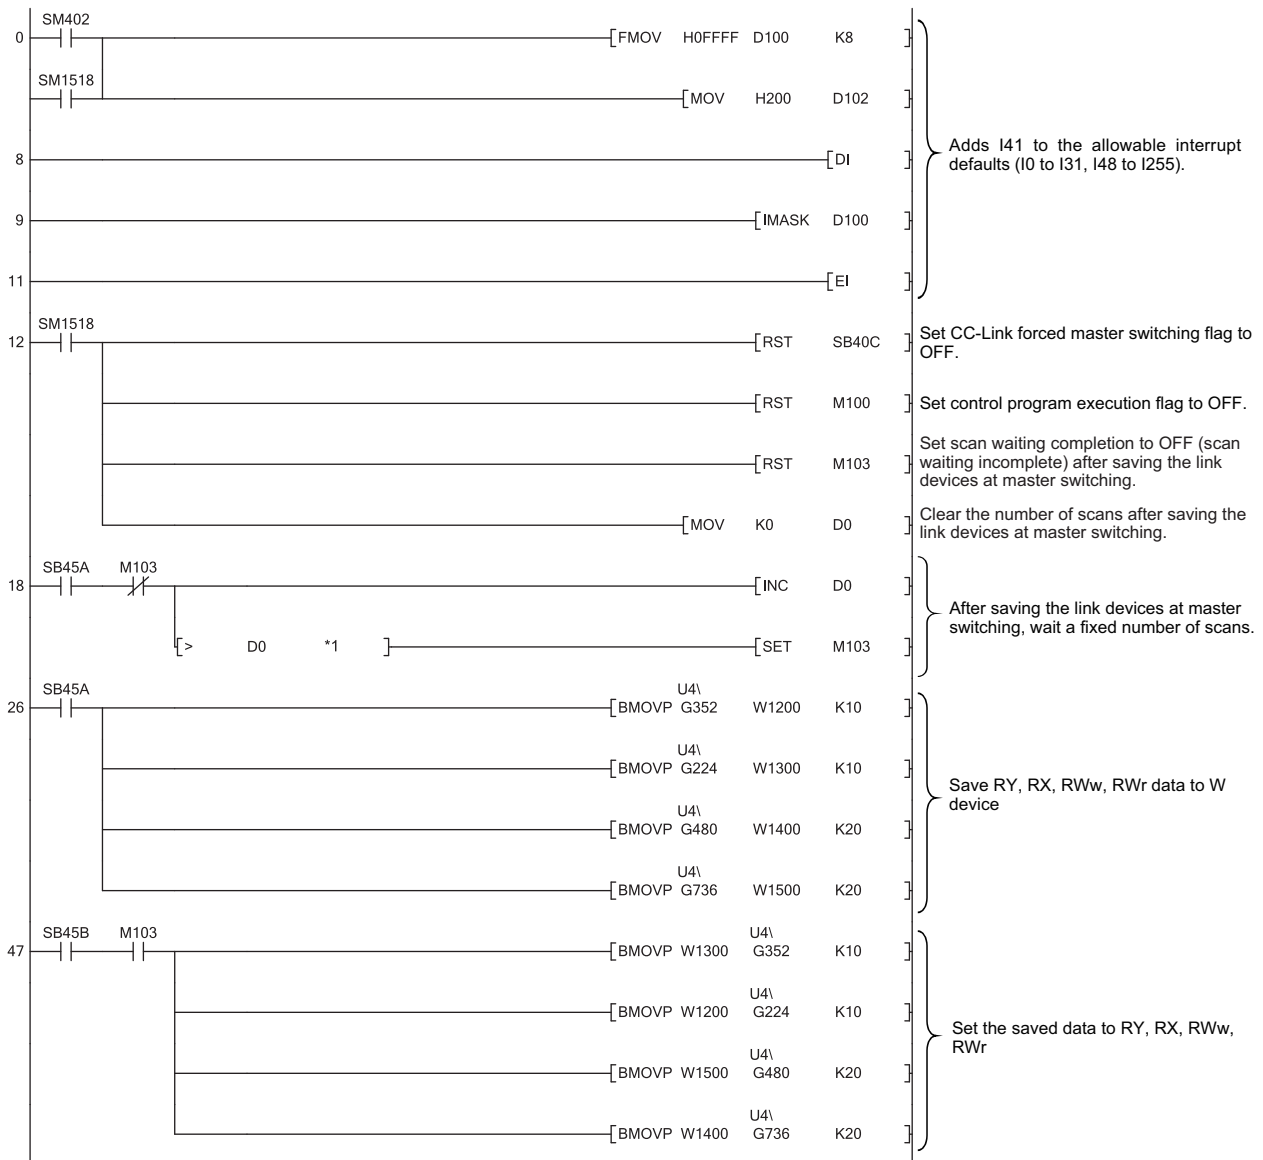 SM402
0 [FMOV H0FFFF D100 K8 ]
SM1518
[MOV H200 D102 ]
Adds I41 to the allowable interrupt
defaults (I0 to I31, I48 to I255).
8 [DI ]
9 [IMASK D100 ]
11 [EI ]
SM1518
12 [RST SB40C ]
Set CC-Link forced master switching flag to
OFF.
[RST M100 ]
Set control program execution flag to OFF.
[RST M103 ]
Set scan waiting completion to OFF (scan
waiting incomplete) after saving the link
devices at master switching.
[MOV K0 D0 ]
Clear the number of scans after saving the
link devices at master switching.
SB45A M103
18 [INC D0 ]
[> D0 *1 ] [SET M103 ]
After saving the link devices at master
switching, wait a fixed number of scans.
SB45A
U4\
26 [BMOVP G352 W1200 K10 ]
U4\
[BMOVP G224 W1300 K10 ]
U4\
[BMOVP G480 W1400 K20 ]
U4\
[BMOVP G736 W1500 K20 ]
Save RY, RX, RWw, RWr data to W
device
SB45B M103
U4\
47 [BMOVP W1300 G352 K10 ]
U4\
[BMOVP W1200 G224 K10 ]
U4\
[BMOVP W1500 G480 K20 ]
U4\
[BMOVP W1400 G736 K20 ]
Set the saved data to RY, RX, RWw,
RWr